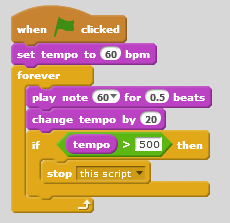 when clicked
set tempo to 60 bpm
forever
play note 60 for 0.5 beats
change tempo by 20
if tempo > 500 then
stop this script